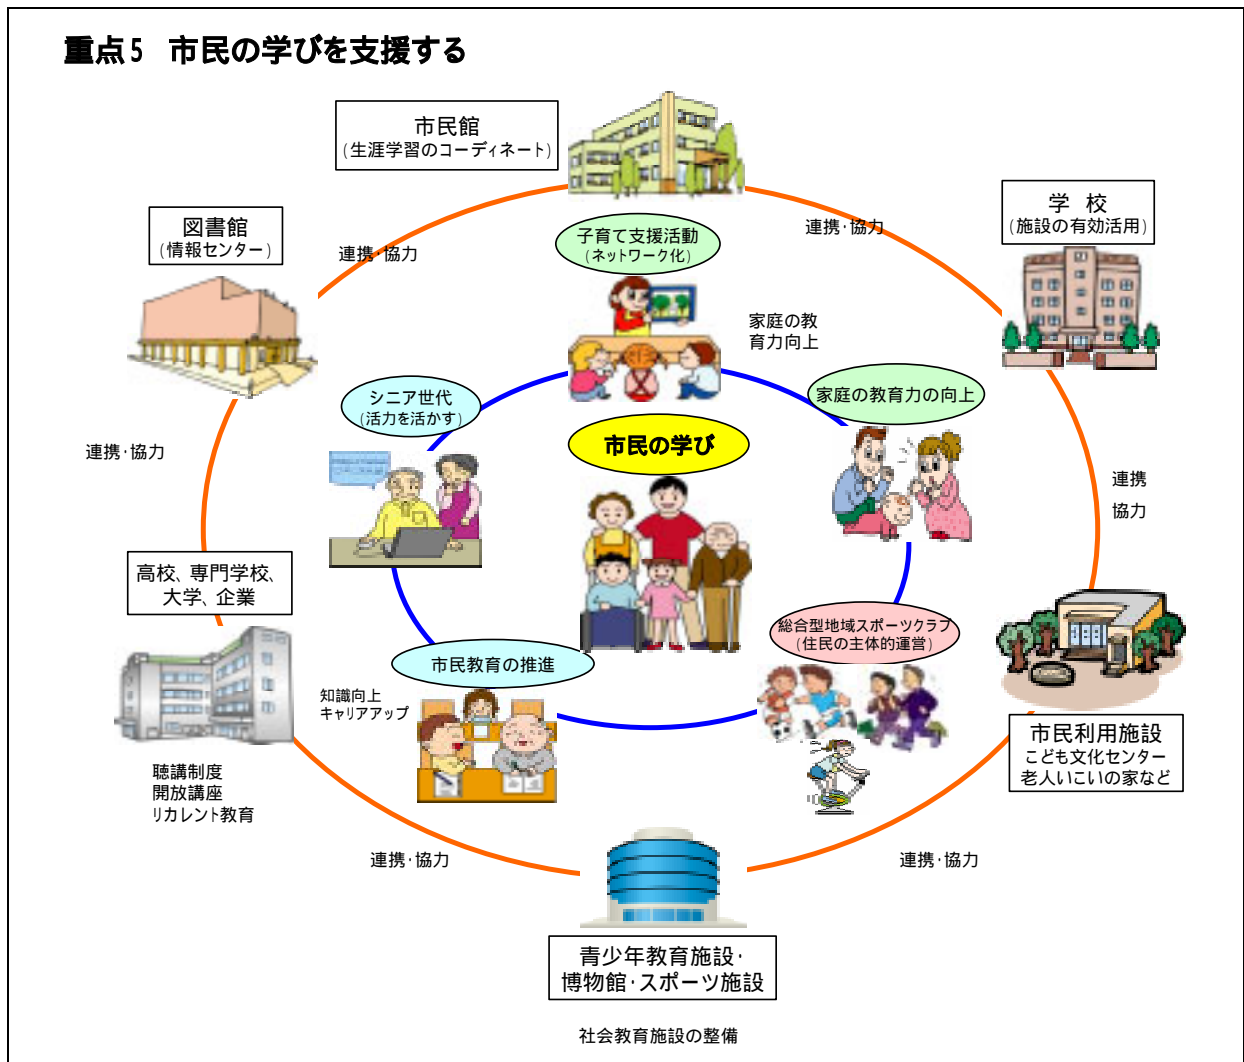 重点5 市民の学びを支援する
市民館
(生涯学習のコーディネート)
図書館
(情報センター)
学 校
(施設の有効活用)
連携・協力
連携・協力
子育て支援活動
(ネットワーク化)
家庭の教
育力向上
シニア世代
(活力を活かす)
家庭の教育力の向上
市民の学び
連携・協力
連携
協力
高校、専門学校、
大学、企業
総合型地域スポーツクラブ
(住民の主体的運営)
市民教育の推進
知識向上
キャリアアップ
市民利用施設
こども文化センター
老人いこいの家など
聴講制度
開放講座
リカレント教育
連携・協力
連携・協力
青少年教育施設・
博物館・スポーツ施設
社会教育施設の整備